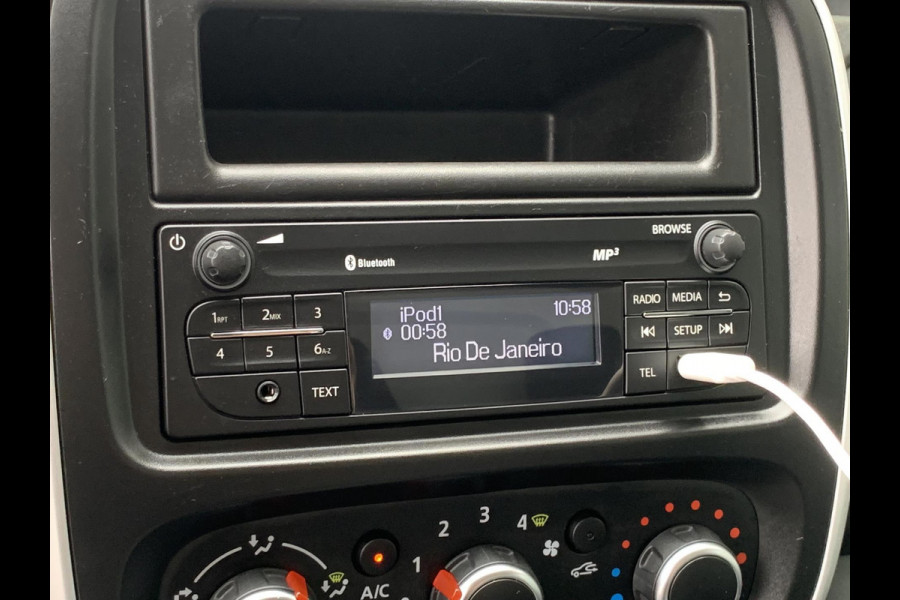 BROWSE
Bluetooth
MP3
1RPT 2MIX 3
4 5 6A-Z
TEXT
iPod1 10:58
00:58
Rio De Janeiro
RADIO MEDIA
SETUP
TEL
1 2 3 4
A/C